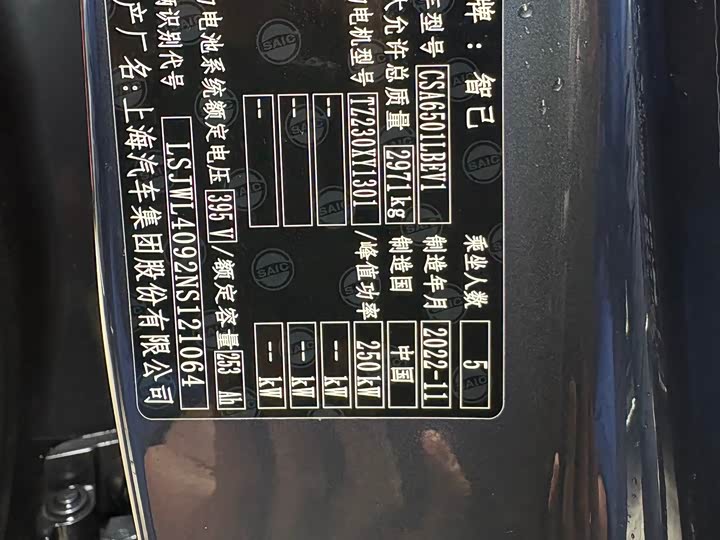 牌：智己 乘坐人数 5
车型号 CSA6501LBEV1 制造年月 2022-11
大允许总质量 2971kg 制造国 中国
电机型号 TZ230XY1301 /峰值功率 250kW
-- -- kW
-- -- kW
-- -- kW
力电池系统额定电压 395 V /额定容量 253 Ah
辆识别代号 LSJWL4092NS121064
产厂名：上海汽车集团股份有限公司
SAIC